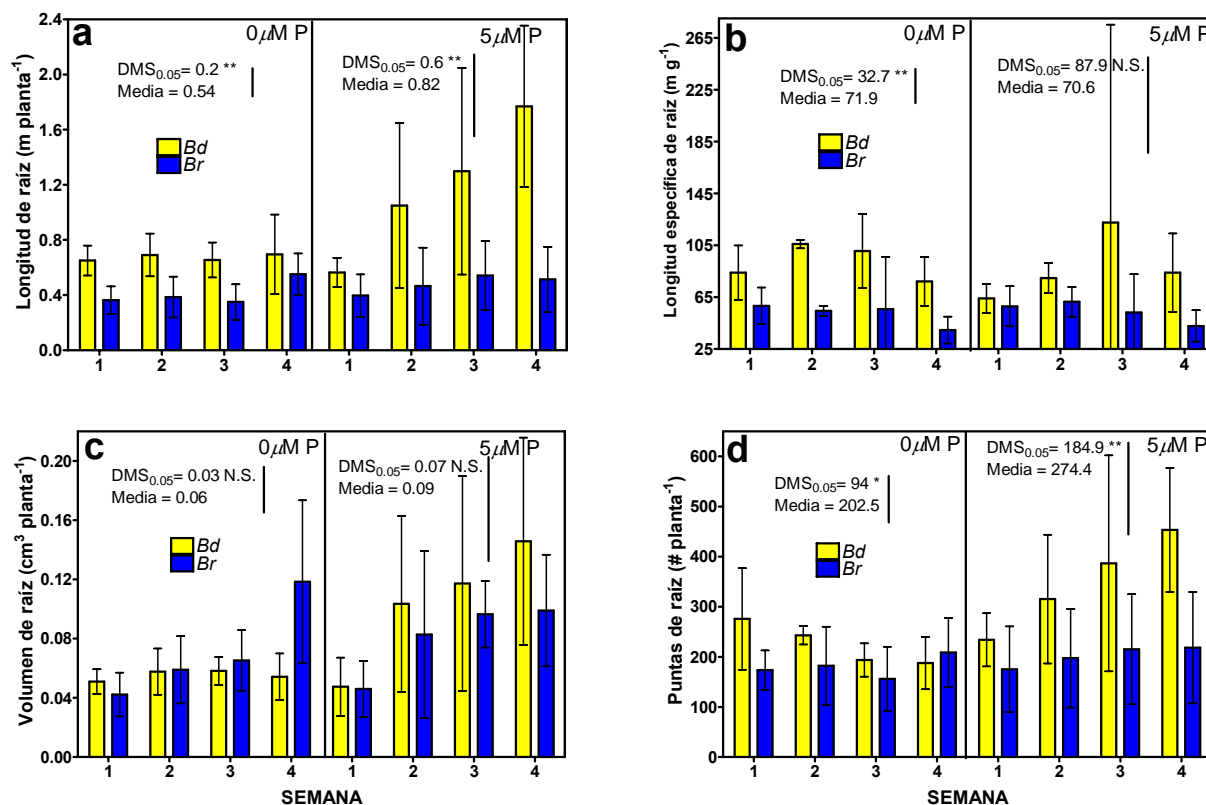 a
0μM P
5μM P
DMS0.05= 0.2 **
Media = 0.54
DMS0.05= 0.6 **
Media = 0.82
Bd
Br
Longitud de raíz (m planta-1)
2.4
2.0
1.6
1.2
0.8
0.4
0.0
1 2 3 4 1 2 3 4
b
0μM P
5μM P
DMS0.05= 32.7 **
Media = 71.9
DMS0.05= 87.9 N.S.
Media = 70.6
Bd
Br
Longitud específica de raíz (m g-1)
265
225
185
145
105
65
25
1 2 3 4 1 2 3 4
c
0μM P
5μM P
DMS0.05= 0.03 N.S.
Media = 0.06
DMS0.05= 0.07 N.S.
Media = 0.09
Bd
Br
Volumen de raíz (cm3 planta-1)
0.20
0.16
0.12
0.08
0.04
0.00
1 2 3 4 1 2 3 4
SEMANA
d
0μM P
5μM P
DMS0.05= 94 *
Media = 202.5
DMS0.05= 184.9 **
Media = 274.4
Bd
Br
Puntas de raíz (# planta-1)
600
500
400
300
200
100
0
1 2 3 4 1 2 3 4
SEMANA